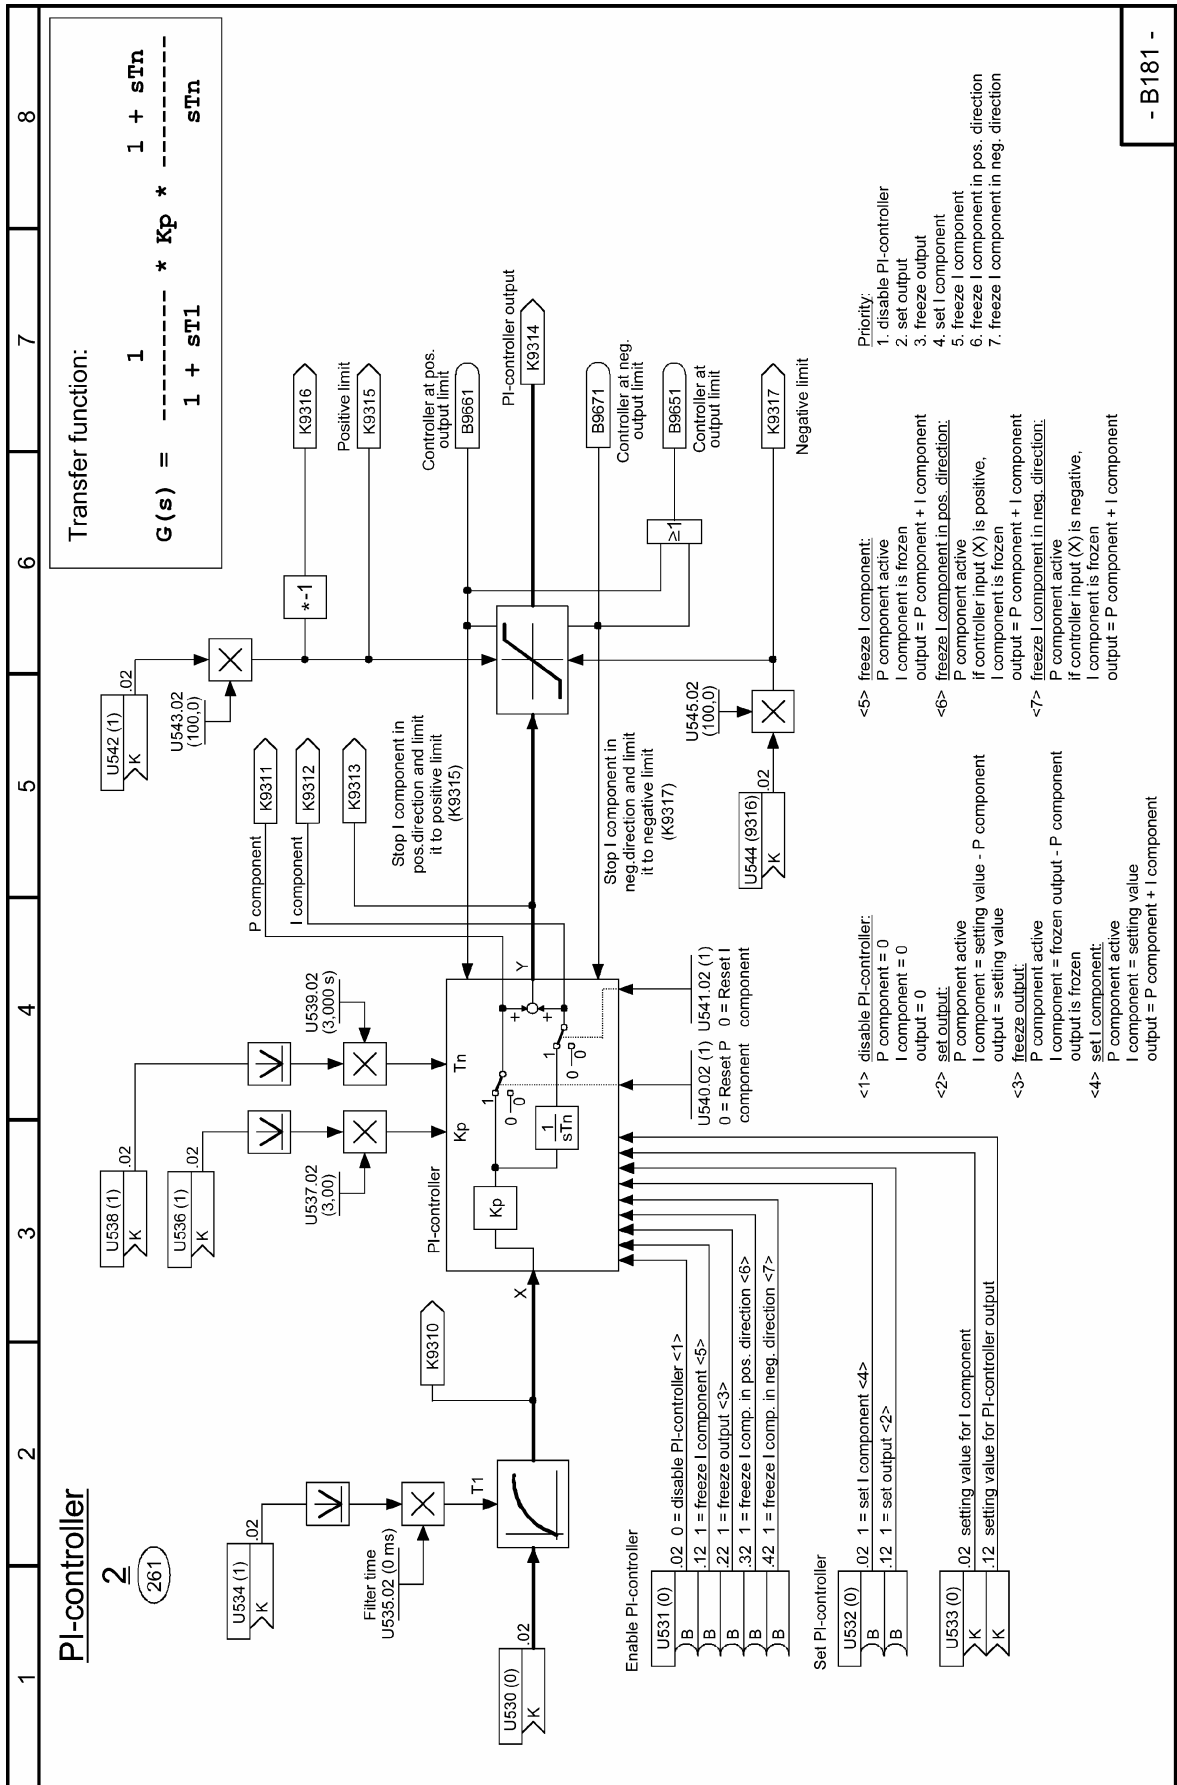 1 2 3 4 5 6 7 8
PI-controller
2
261
Transfer function:
1 1 + sTn
G(s) = -------- * Kp * ---------
1 + sT1 sTn
U534 (1)
K
.02
Filter time
U535.02 (0 ms)
T1
U530 (0)
K
.02
K9310
X
U538 (1)
K
.02
U536 (1)
K
.02
U537.02
(3,00)
U539.02
(3,000 s)
PI-controller
Kp
Tn
Kp
1
sTn
1
0
0
1
0
0
+
+
Y
P component
K9311
I component
K9312
K9313
U542 (1)
K
.02
U543.02
(100,0)
*-1
K9316
Positive limit
K9315
Stop I component in
pos.direction and limit
it to positive limit
(K9315)
Controller at pos.
output limit
B9661
PI-controller output
K9314
Stop I component in
neg.direction and limit
it to negative limit
(K9317)
B9671
Controller at neg.
output limit
≥1
B9651
Controller at
output limit
U545.02
(100,0)
U544 (9316)
K
.02
K9317
Negative limit
U540.02 (1)
0 = Reset P
component
U541.02 (1)
0 = Reset I
component
Enable PI-controller
U531 (0)
B .02 0 = disable PI-controller <1>
B .12 1 = freeze I component <5>
B .22 1 = freeze output <3>
B .32 1 = freeze I comp. in pos. direction <6>
B .42 1 = freeze I comp. in neg. direction <7>
Set PI-controller
U532 (0)
B .02 1 = set I component <4>
B .12 1 = set output <2>
U533 (0)
K .02 setting value for I component
K .12 setting value for PI-controller output
<1> disable PI-controller:
P component = 0
I component = 0
output = 0
<2> set output:
P component active
I component = setting value - P component
output = setting value
<3> freeze output:
P component active
I component = frozen output - P component
output is frozen
<4> set I component:
P component active
I component = setting value
output = P component + I component
<5> freeze I component:
P component active
I component is frozen
output = P component + I component
<6> freeze I component in pos. direction:
P component active
if controller input (X) is positive,
I component is frozen
output = P component + I component
<7> freeze I component in neg. direction:
P component active
if controller input (X) is negative,
I component is frozen
output = P component + I component
Priority:
1. disable PI-controller
2. set output
3. freeze output
4. set I component
5. freeze I component
6. freeze I component in pos. direction
7. freeze I component in neg. direction
- B181 -